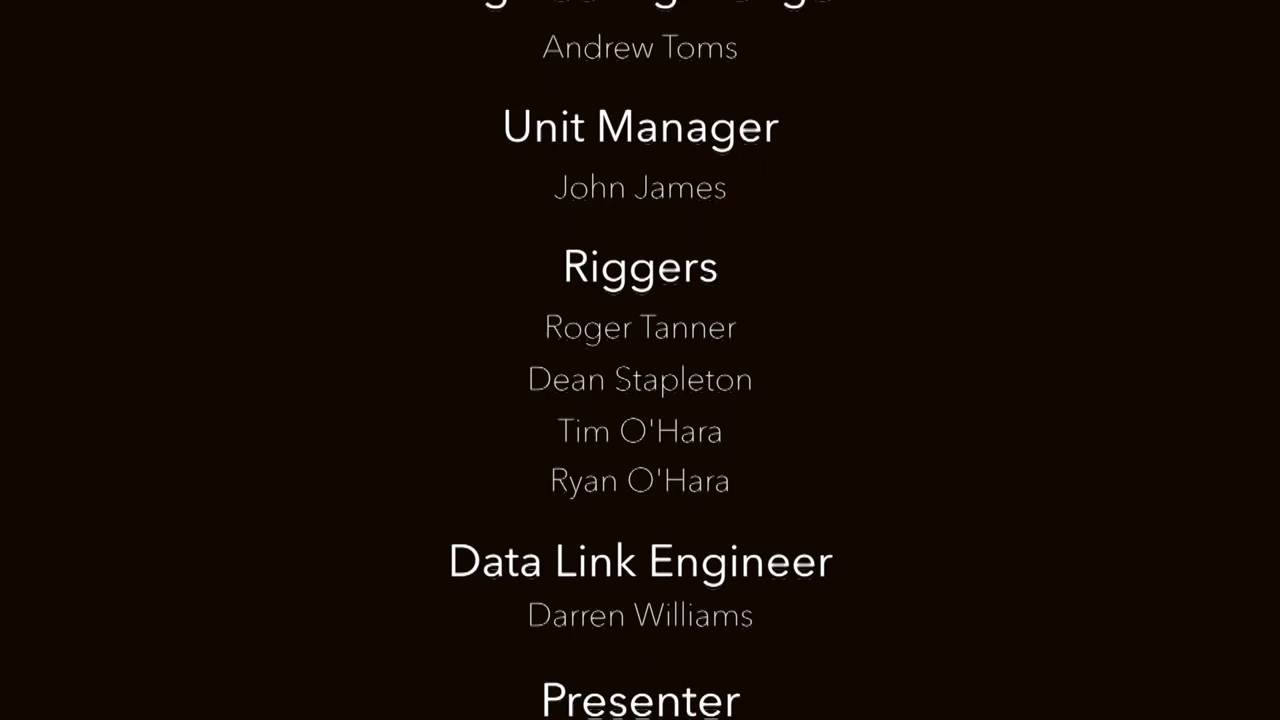 Andrew Toms
Unit Manager
John James
Riggers
Roger Tanner
Dean Stapleton
Tim O'Hara
Ryan O'Hara
Data Link Engineer
Darren Williams
Presenter